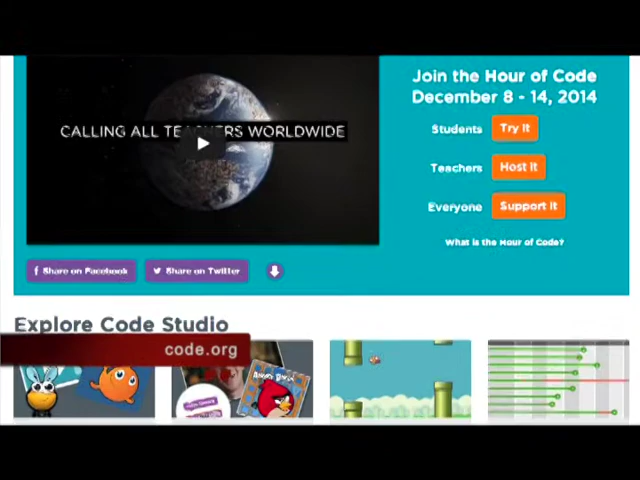 CALLING ALL TEACHERS WORLDWIDE
Join the Hour of Code
December 8 - 14, 2014
Students Try it
Teachers Host it
Everyone Support it
What is the Hour of Code?
Share on Facebook
Share on Twitter
Explore Code Studio
code.org
ANGRY BIRDS